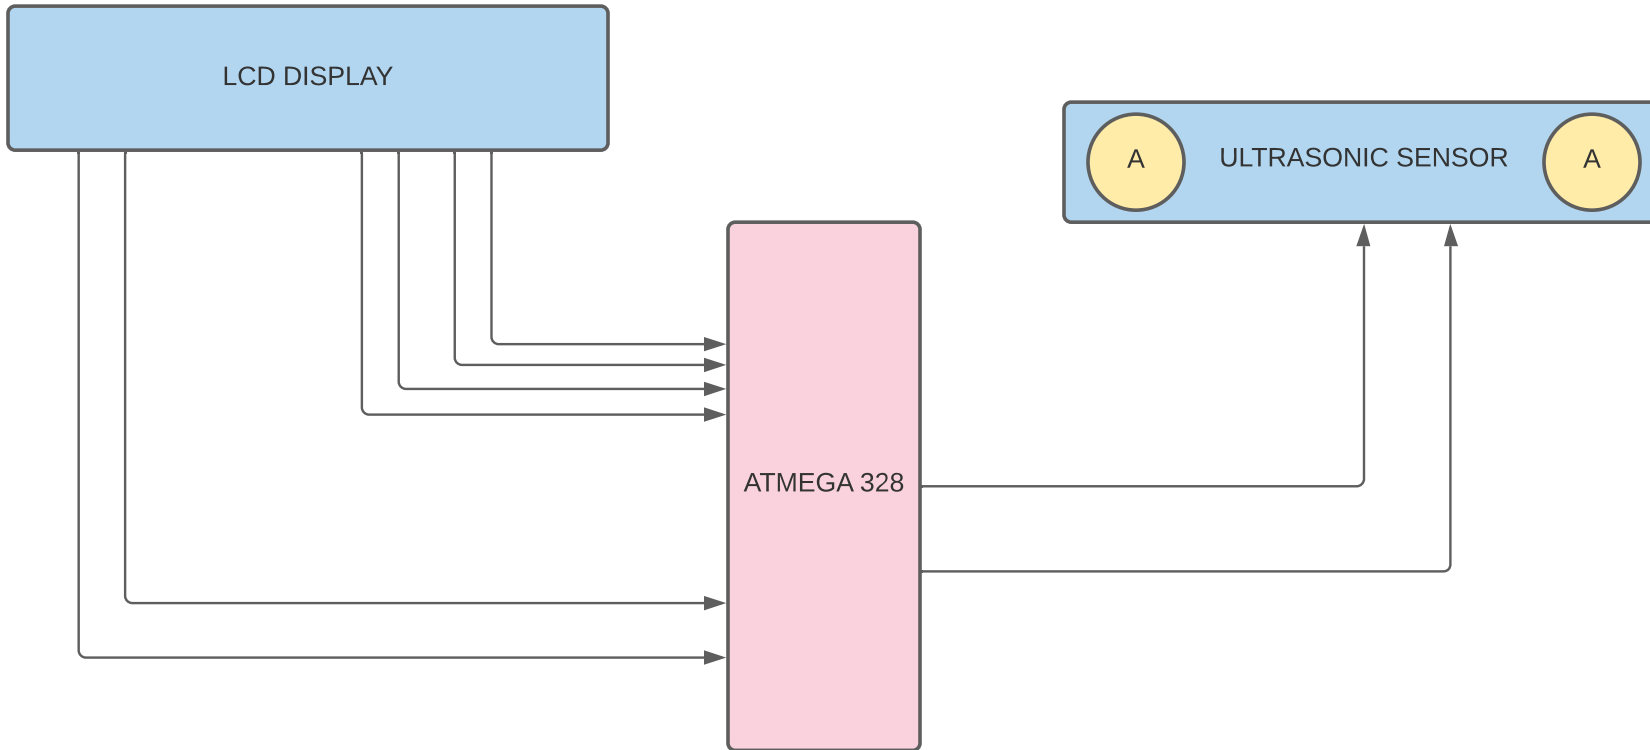 LCD DISPLAY
A
ULTRASONIC SENSOR
A
ATMEGA 328